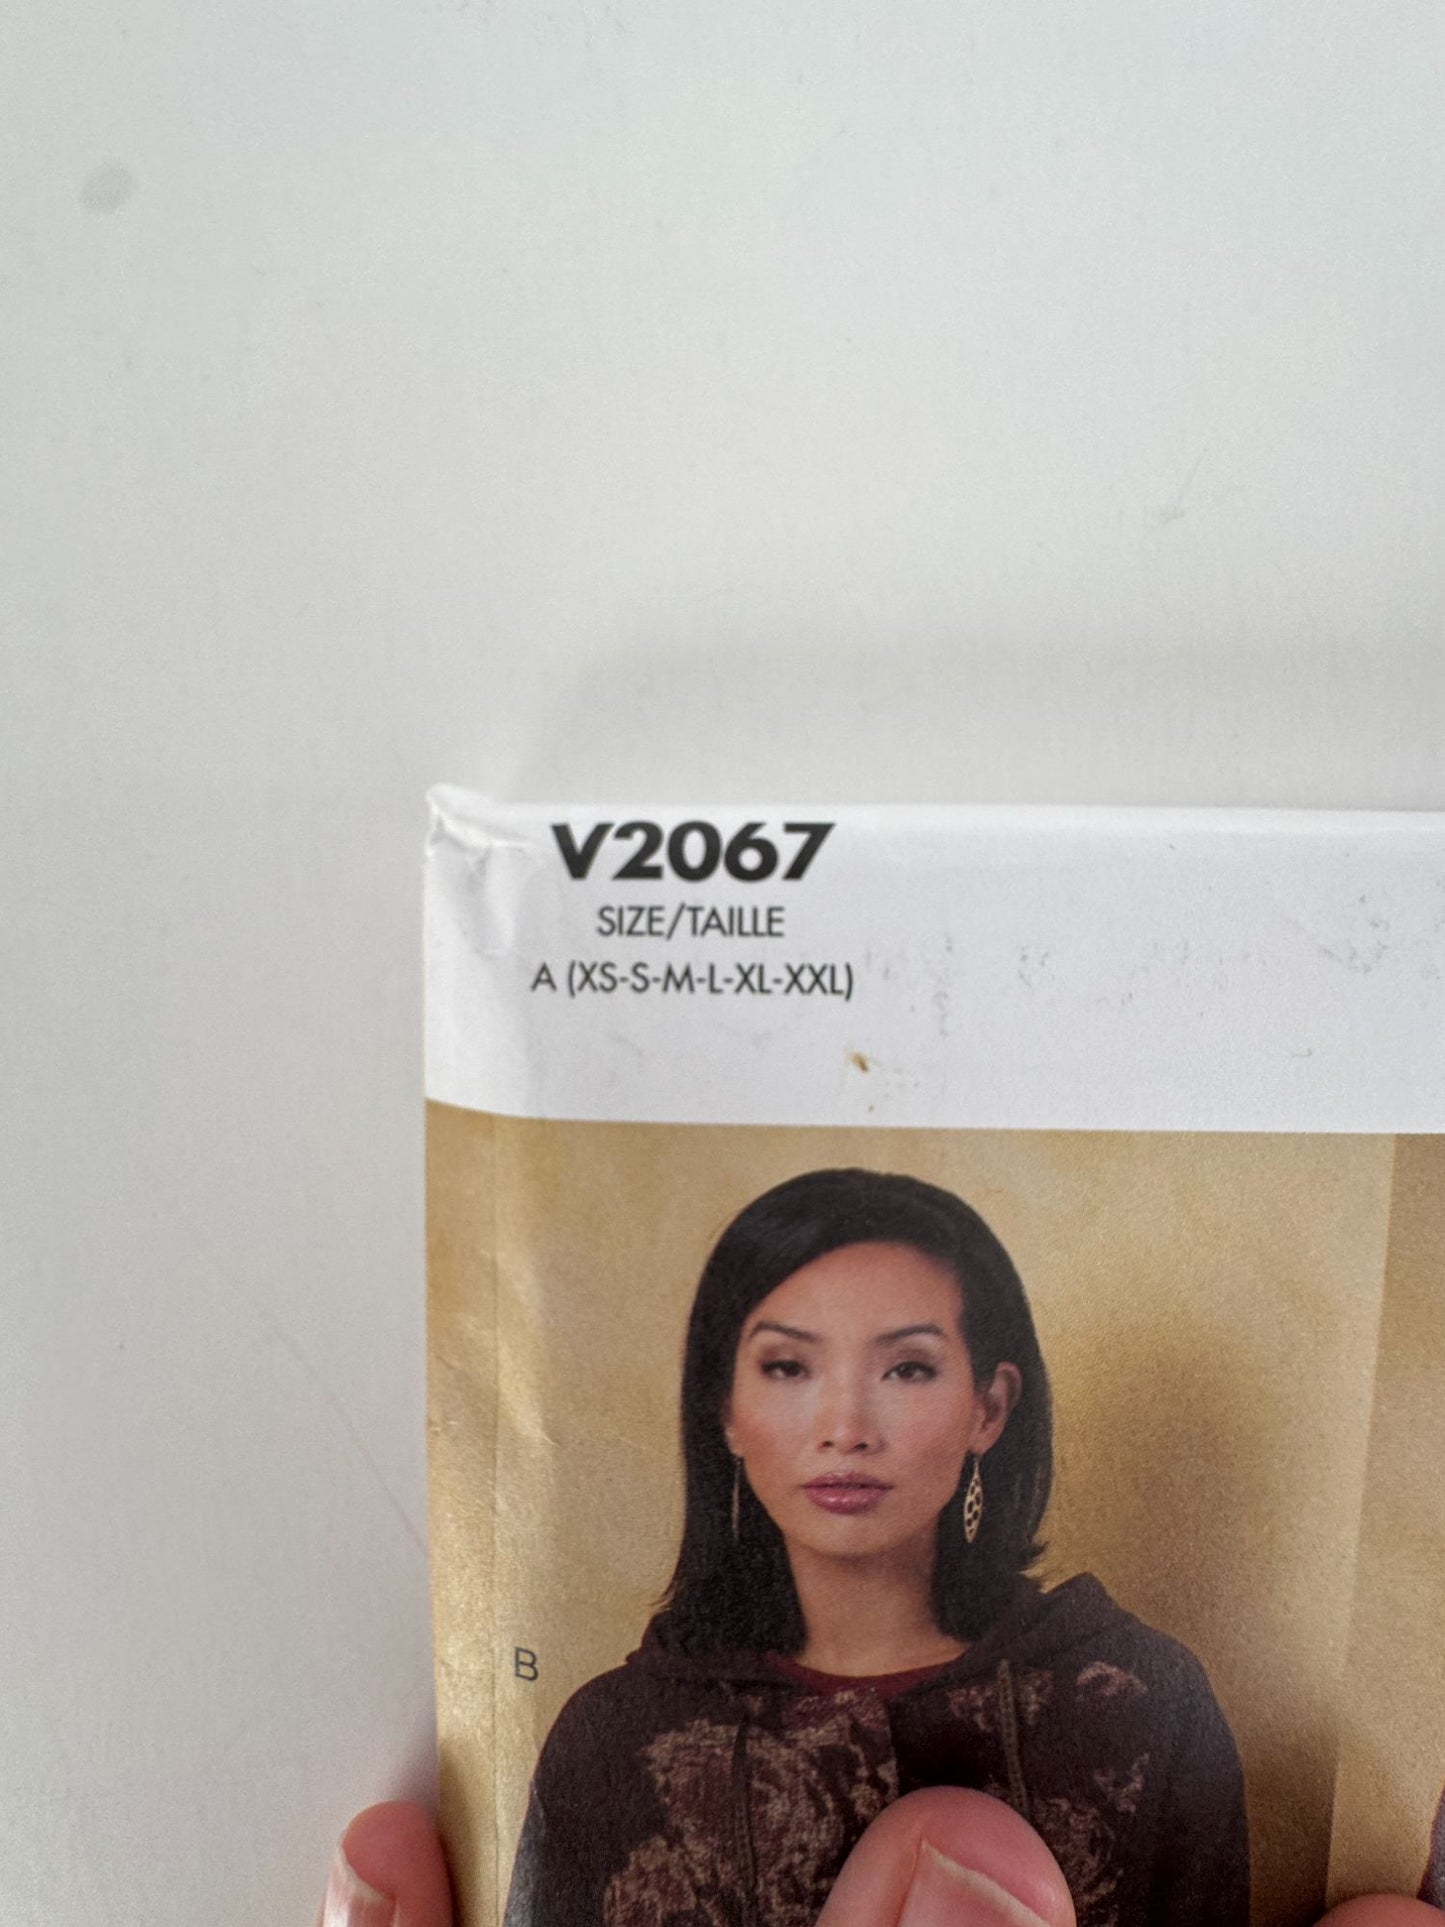 V2067
SIZE/TAILLE
A (XS-S-M-L-XL-XXL)
B